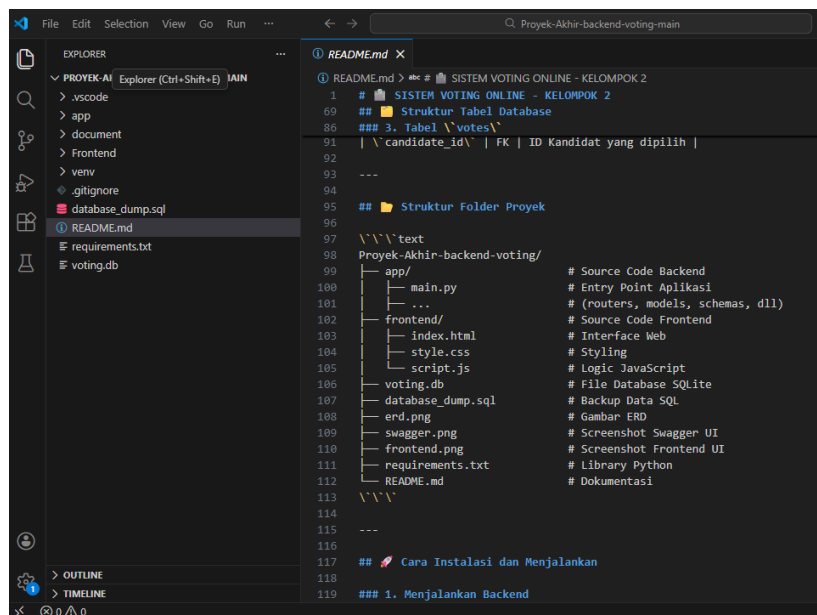 File Edit Selection View Go Run ···
Proyek-Akhir-backend-voting-main
EXPLORER ···
PROYEK-AI
Explorer (Ctrl+Shift+E)
MAIN
.vscode
app
document
Frontend
venv
.gitignore
database_dump.sql
README.md
requirements.txt
voting.db
OUTLINE
TIMELINE
1
0 0
README.md ×
README.md > abc # 🏛 SISTEM VOTING ONLINE - KELOMPOK 2
1 # 🏛 SISTEM VOTING ONLINE - KELOMPOK 2
69 ## 🗂 Struktur Tabel Database
86 ### 3. Tabel \`votes\`
91 | \`candidate_id\` | FK | ID Kandidat yang dipilih |
92
93 ---
94
95 ## 📂 Struktur Folder Proyek
96
97 \`\`\`text
98 Proyek-Akhir-backend-voting/
99 ├── app/ # Source Code Backend
100 │ ├── main.py # Entry Point Aplikasi
101 │ ├── ... # (routers, models, schemas, dll)
102 ├── frontend/ # Source Code Frontend
103 │ ├── index.html # Interface Web
104 │ ├── style.css # Styling
105 │ └── script.js # Logic JavaScript
106 ├── voting.db # File Database SQLite
107 ├── database_dump.sql # Backup Data SQL
108 ├── erd.png # Gambar ERD
109 ├── swagger.png # Screenshot Swagger UI
110 ├── frontend.png # Screenshot Frontend UI
111 ├── requirements.txt # Library Python
112 └── README.md # Dokumentasi
113 \`\`\`
114
115 ---
116
117 ## 🚀 Cara Instalasi dan Menjalankan
118
119 ### 1. Menjalankan Backend